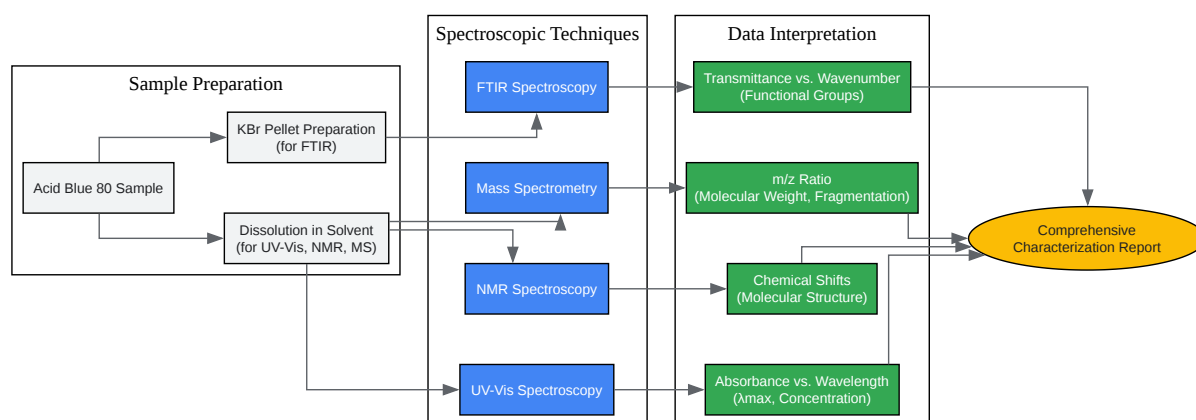 Sample Preparation
Acid Blue 80 Sample
KBr Pellet Preparation
(for FTIR)
Dissolution in Solvent
(for UV-Vis, NMR, MS)
Spectroscopic Techniques
FTIR Spectroscopy
Mass Spectrometry
NMR Spectroscopy
UV-Vis Spectroscopy
Data Interpretation
Transmittance vs. Wavenumber
(Functional Groups)
m/z Ratio
(Molecular Weight, Fragmentation)
Chemical Shifts
(Molecular Structure)
Absorbance vs. Wavelength
(λmax, Concentration)
Comprehensive
Characterization Report